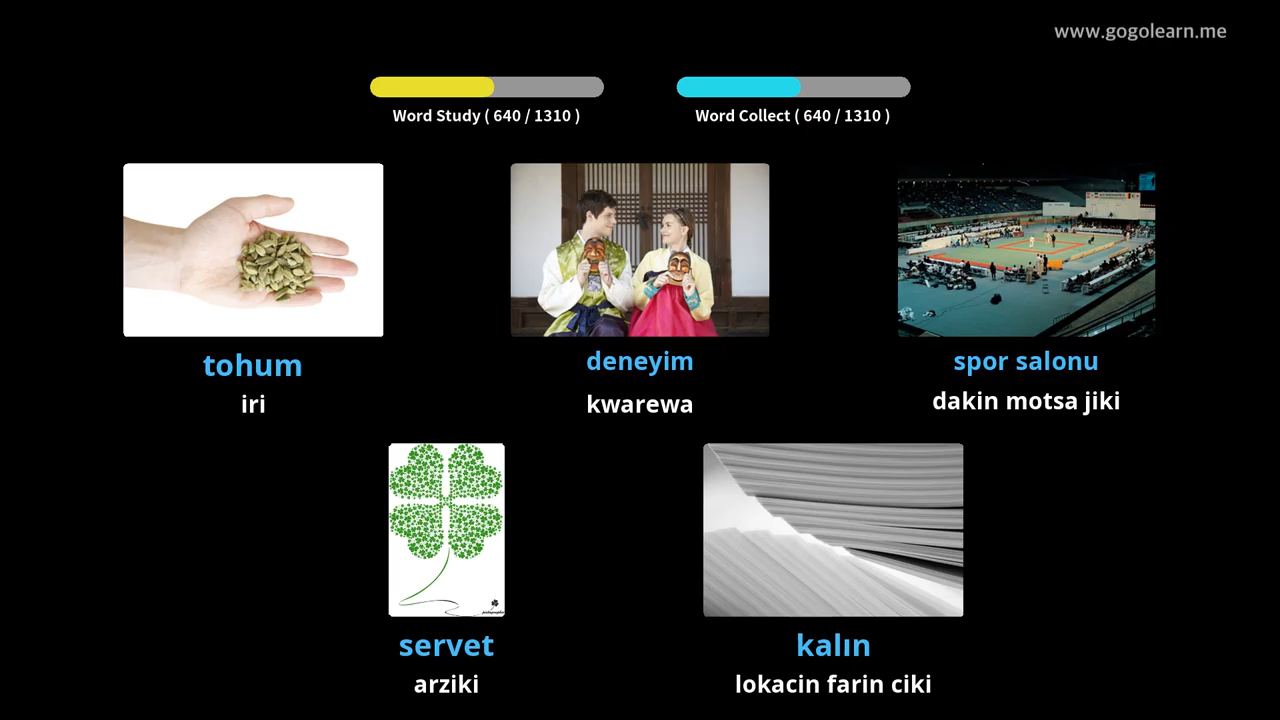 www.gogolearn.me
Word Study ( 640 / 1310 )
Word Collect ( 640 / 1310 )
tohum
iri
deneyim
kwarewa
spor salonu
dakin motsa jiki
servet
arziki
kalın
lokacin farin ciki